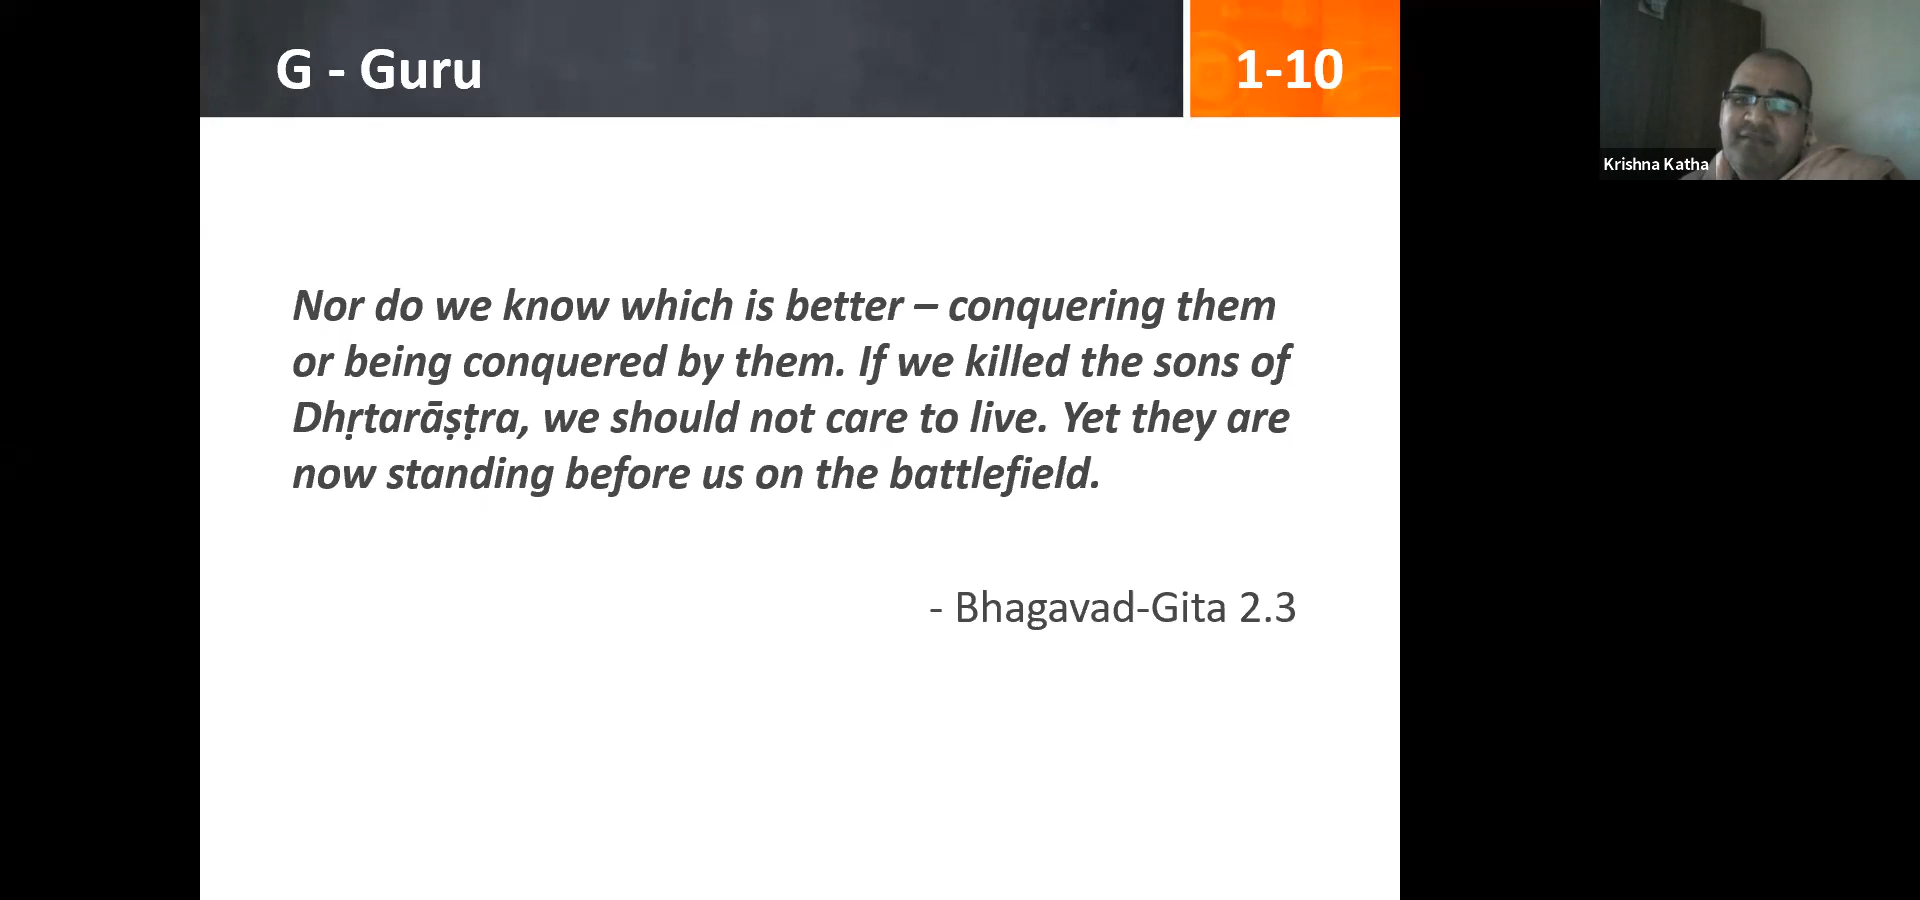 G - Guru
1-10
Krishna Katha
Nor do we know which is better – conquering them
or being conquered by them. If we killed the sons of
Dhṛtarāṣṭra, we should not care to live. Yet they are
now standing before us on the battlefield.
- Bhagavad-Gita 2.3